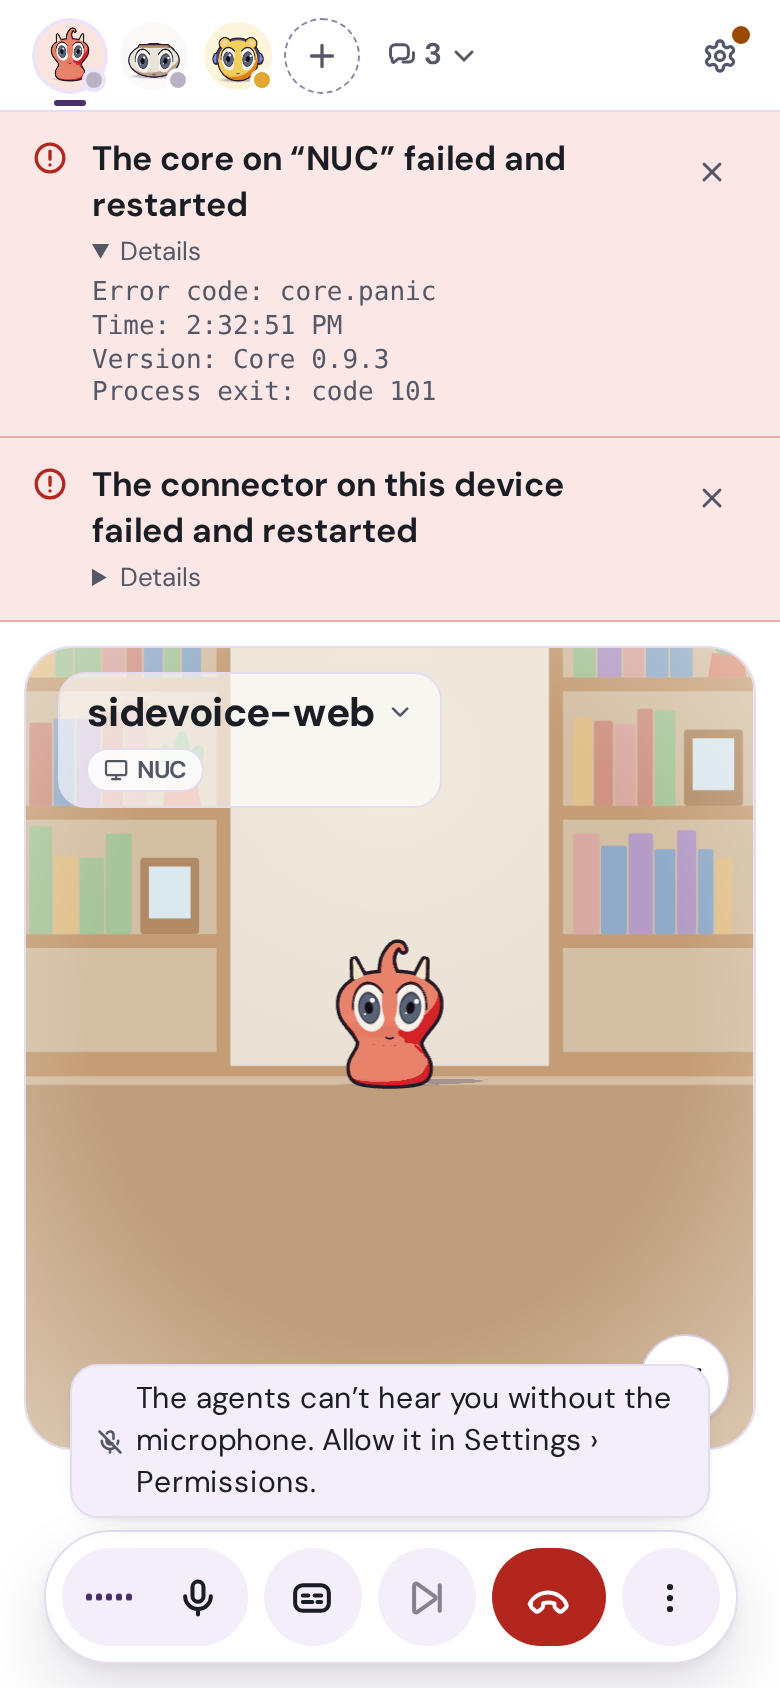 3
The core on “NUC” failed and
restarted
Details
Error code: core.panic
Time: 2:32:51 PM
Version: Core 0.9.3
Process exit: code 101
The connector on this device
failed and restarted
Details
sidevoice-web
NUC
The agents can’t hear you without the
microphone. Allow it in Settings ›
Permissions.